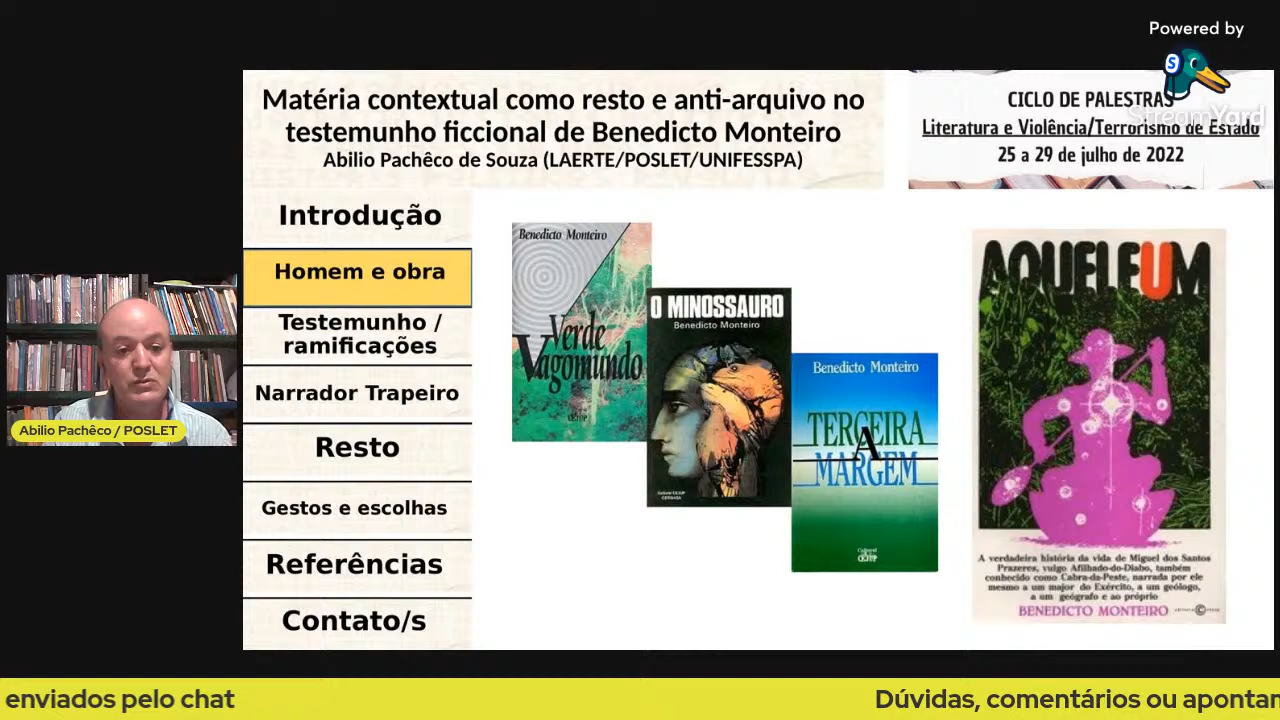 Powered by
StreamYard
Matéria contextual como resto e anti-arquivo no
testemunho ficcional de Benedicto Monteiro
Abilio Pachêco de Souza (LAERTE/POSLET/UNIFESSPA)
CICLO DE PALESTRAS
Literatura e Violência/Terrorismo de Estado
25 a 29 de julho de 2022
Introdução
Homem e obra
Testemunho /
ramificações
Narrador Trapeiro
Resto
Gestos e escolhas
Referências
Contato/s
Benedicto Monteiro
Verde
Vagomundo
CEJUP
O MINOSSAURO
Benedicto Monteiro
Benedicto Monteiro
A
TERCEIRA
MARGEM
AQUELEUM
A verdadeira história da vida de Miguel dos Santos
Prazeres, vulgo Afilhado-do-Diabo, também
conhecido como Cabra-da-Peste, narrada por ele
mesmo a um major do Exército, a um geólogo,
a um geógrafo e ao próprio
BENEDICTO MONTEIRO
Abilio Pachêco / POSLET
enviados pelo chat
Dúvidas, comentários ou apontan